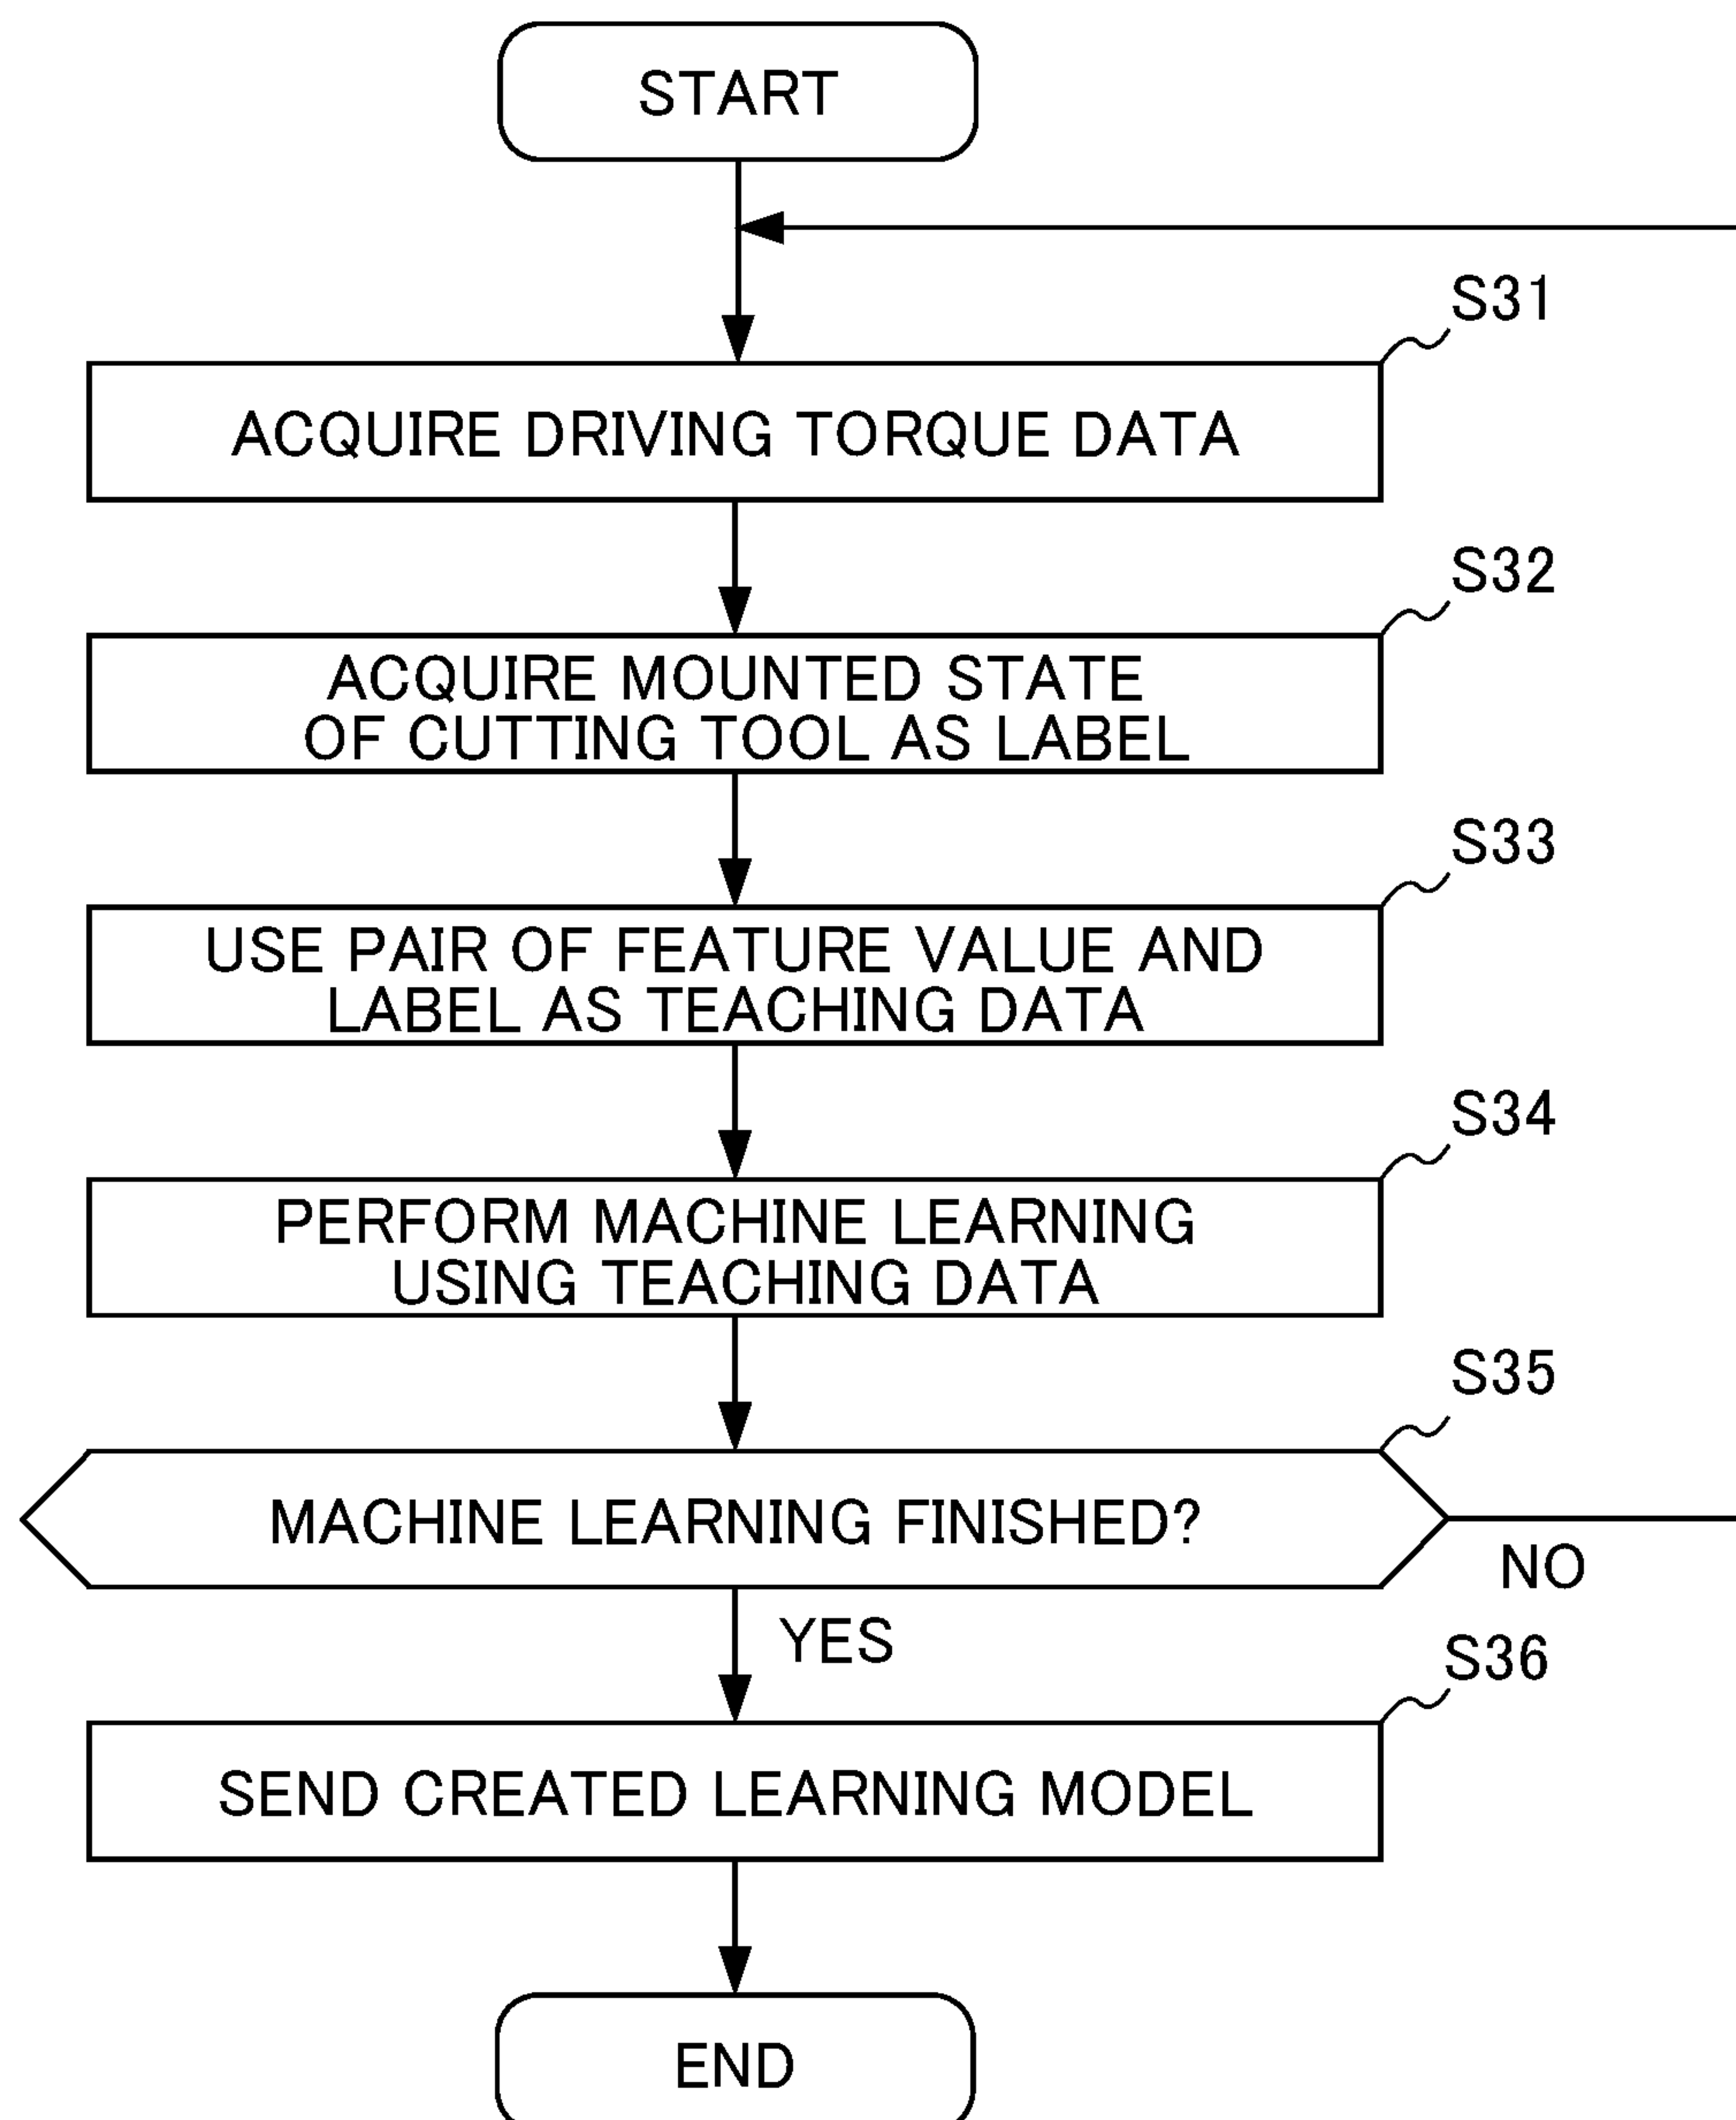 START
S31
ACQUIRE DRIVING TORQUE DATA
S32
ACQUIRE MOUNTED STATE
OF CUTTING TOOL AS LABEL
S33
USE PAIR OF FEATURE VALUE AND
LABEL AS TEACHING DATA
S34
PERFORM MACHINE LEARNING
USING TEACHING DATA
S35
MACHINE LEARNING FINISHED?
NO
YES
S36
SEND CREATED LEARNING MODEL
END